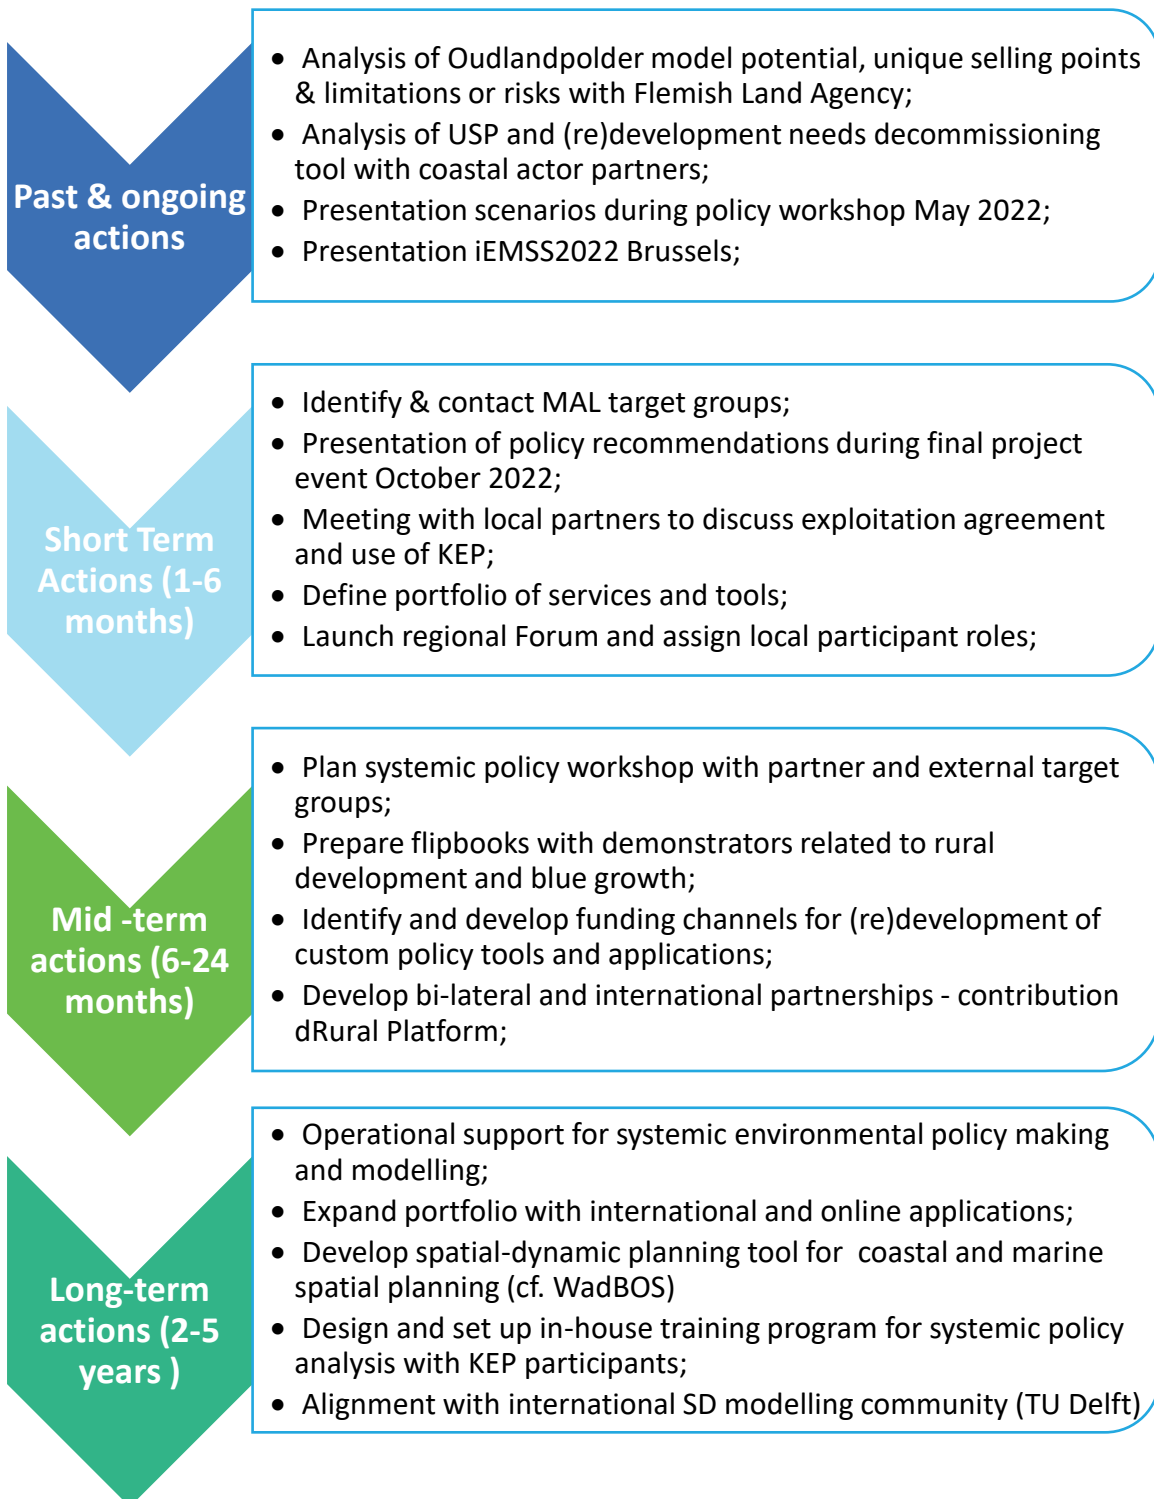 Past & ongoing
actions
• Analysis of Oudlandpolder model potential, unique selling points
& limitations or risks with Flemish Land Agency;
• Analysis of USP and (re)development needs decommissioning
tool with coastal actor partners;
• Presentation scenarios during policy workshop May 2022;
• Presentation iEMSS2022 Brussels;
Short Term
Actions (1-6
months)
• Identify & contact MAL target groups;
• Presentation of policy recommendations during final project
event October 2022;
• Meeting with local partners to discuss exploitation agreement
and use of KEP;
• Define portfolio of services and tools;
• Launch regional Forum and assign local participant roles;
Mid -term
actions (6-24
months)
• Plan systemic policy workshop with partner and external target
groups;
• Prepare flipbooks with demonstrators related to rural
development and blue growth;
• Identify and develop funding channels for (re)development of
custom policy tools and applications;
• Develop bi-lateral and international partnerships - contribution
dRural Platform;
Long-term
actions (2-5
years )
• Operational support for systemic environmental policy making
and modelling;
• Expand portfolio with international and online applications;
• Develop spatial-dynamic planning tool for  coastal and marine
spatial planning (cf. WadBOS)
• Design and set up in-house training program for systemic policy
analysis with KEP participants;
• Alignment with international SD modelling community (TU Delft)